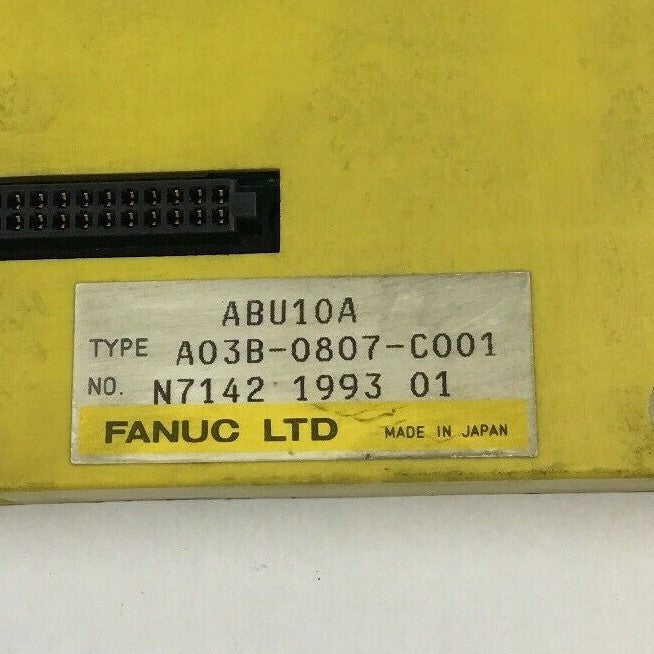 ABU10A
TYPE A03B-0807-C001
NO. N7142 1993 01
FANUC LTD MADE IN JAPAN